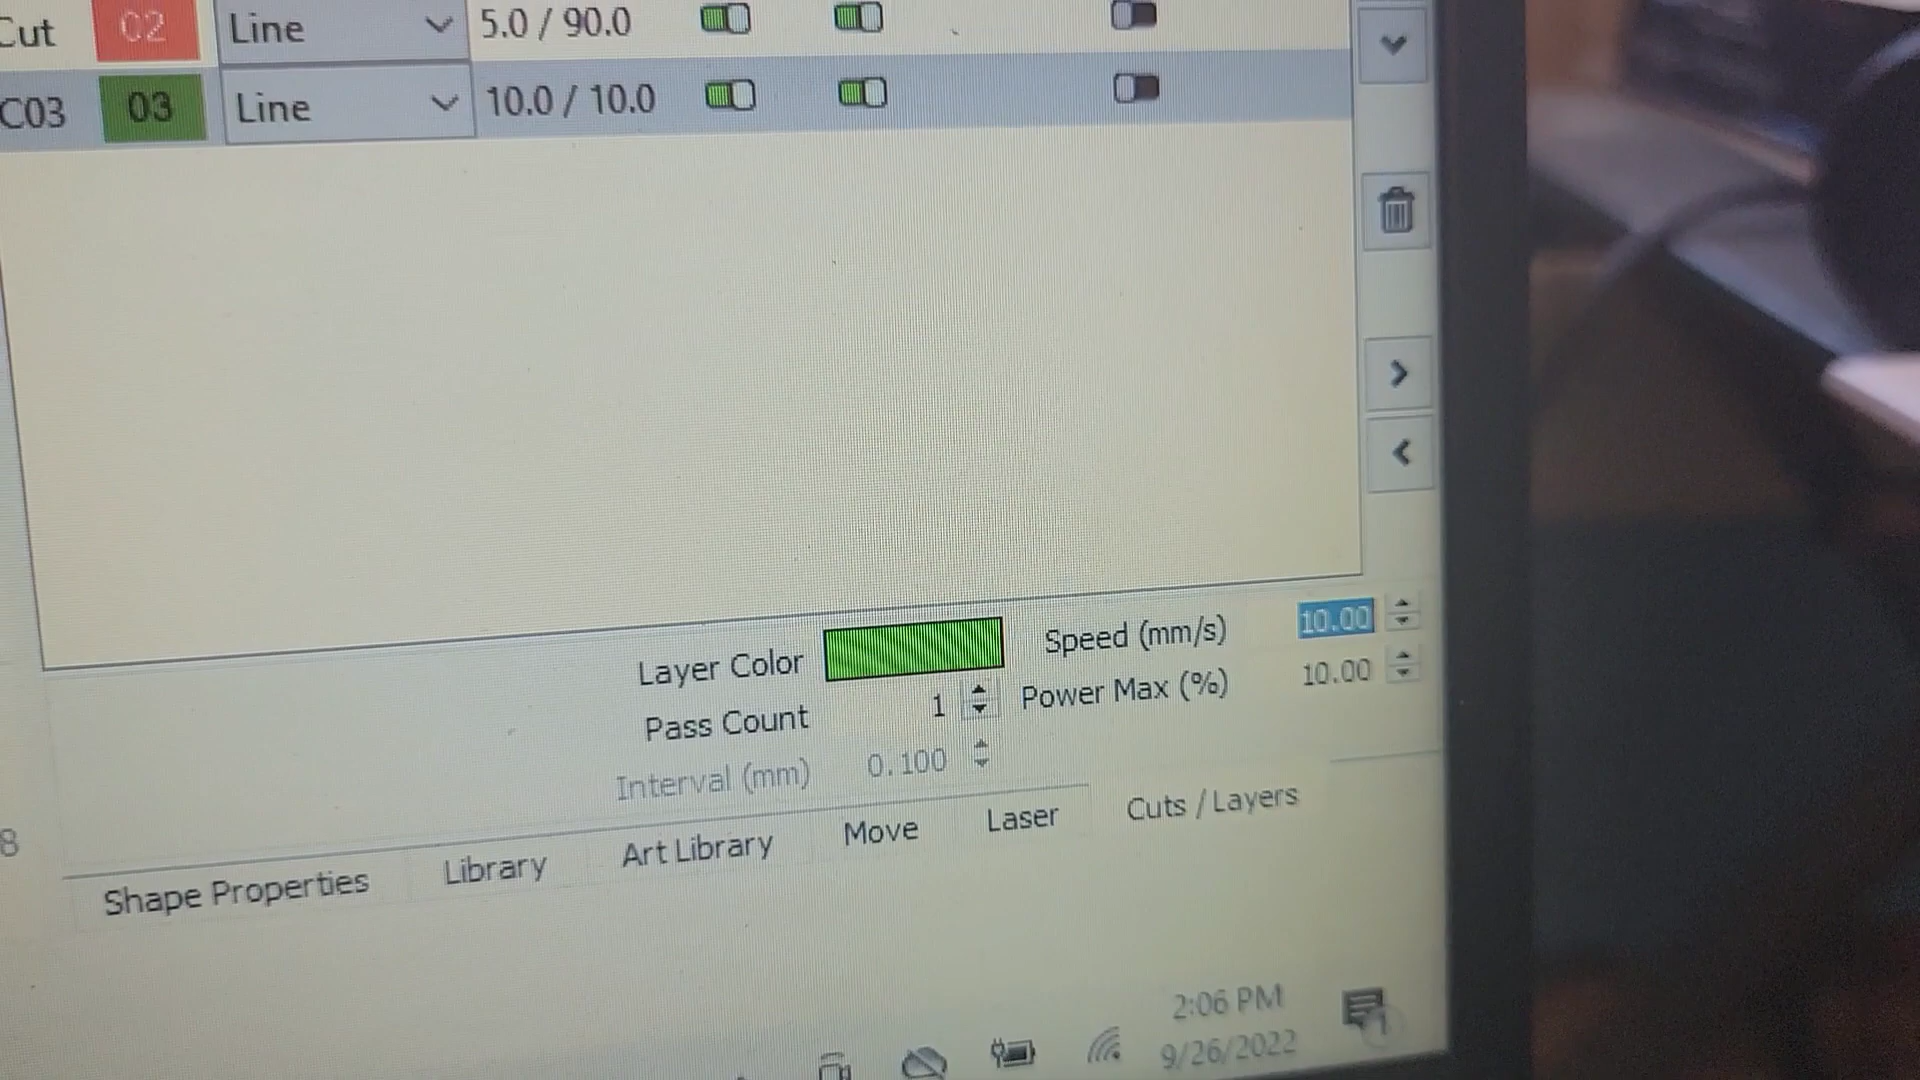 Cut 02 Line 5.0 / 90.0
C03 03 Line 10.0 / 10.0
Layer Color Speed (mm/s) 10.00
Pass Count 1 Power Max (%) 10.00
Interval (mm) 0.100
8
Shape Properties Library Art Library Move Laser Cuts / Layers
2:06 PM
9/26/2022
1